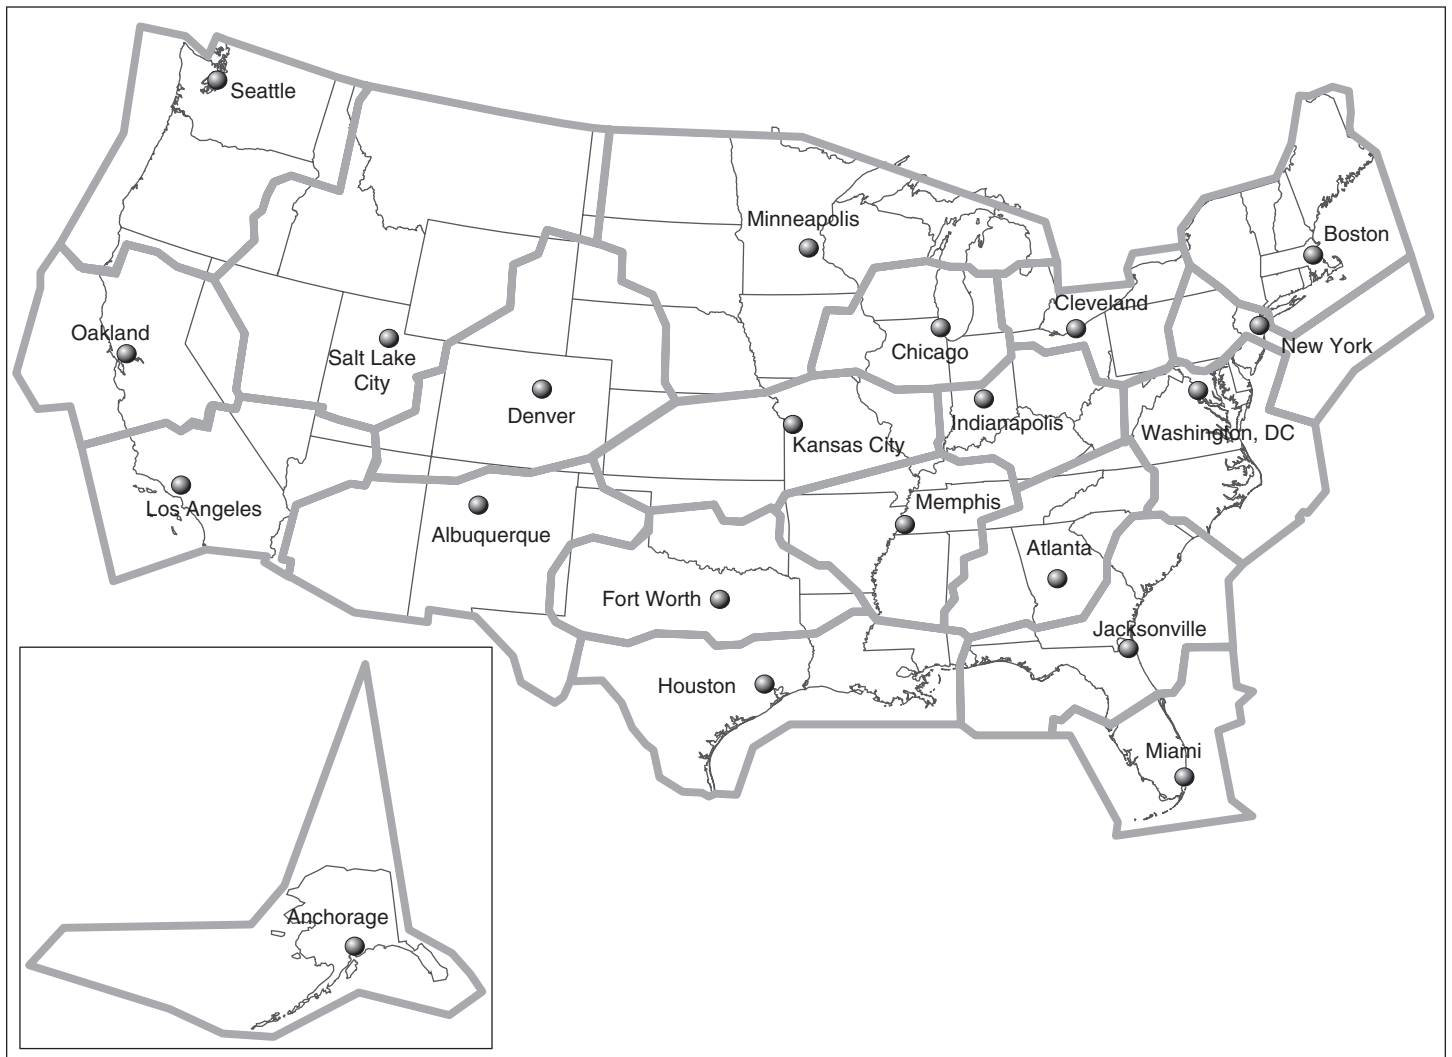 Seattle
Minneapolis
Boston
Oakland
Cleveland
Salt Lake
City
Chicago
New York
Denver
Kansas City
Indianapolis
Washington, DC
Los Angeles
Albuquerque
Memphis
Atlanta
Fort Worth
Jacksonville
Houston
Miami
Anchorage